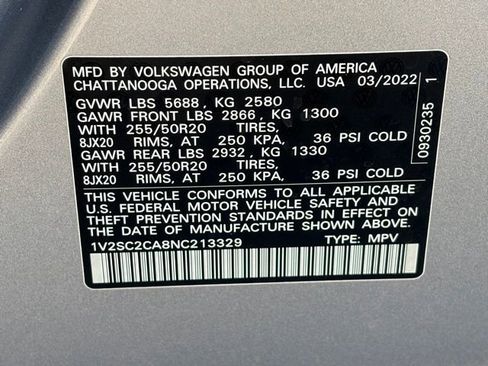 MFD BY VOLKSWAGEN GROUP OF AMERICA
CHATTANOOGA OPERATIONS, LLC. USA 03/2022
GVWR LBS 5688, KG 2580
GAWR FRONT LBS 2866, KG 1300
WITH 255/50R20 TIRES,
8JX20 RIMS, AT 250 KPA, 36 PSI COLD
GAWR REAR LBS 2932, KG 1330
WITH 255/50R20 TIRES,
8JX20 RIMS, AT 250 KPA, 36 PSI COLD
THIS VEHICLE CONFORMS TO ALL APPLICABLE
U.S. FEDERAL MOTOR VEHICLE SAFETY AND
THEFT PREVENTION STANDARDS IN EFFECT ON
THE DATE OF MANUFACTURE SHOWN ABOVE
1V2SC2CA8NC213329 TYPE: MPV
0930235 1